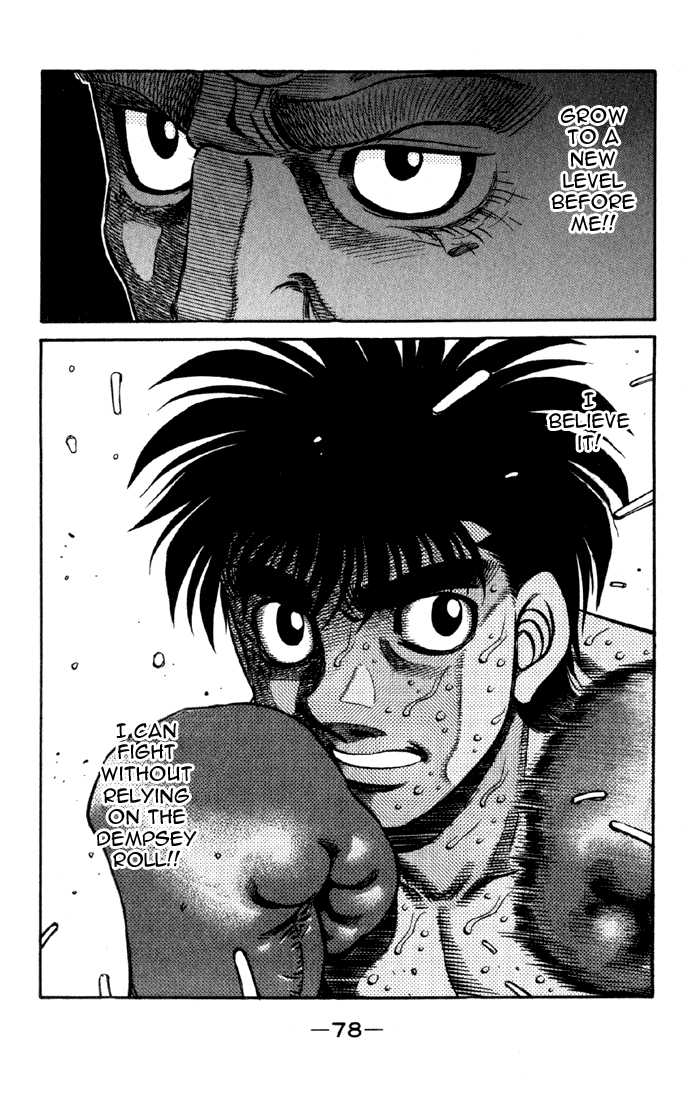 GROW
TO A
NEW
LEVEL
BEFORE
ME!!
I
BELIEVE
IT!
I CAN
FIGHT
WITHOUT
RELYING
ON THE
DEMPSEY
ROLL!!
—78—